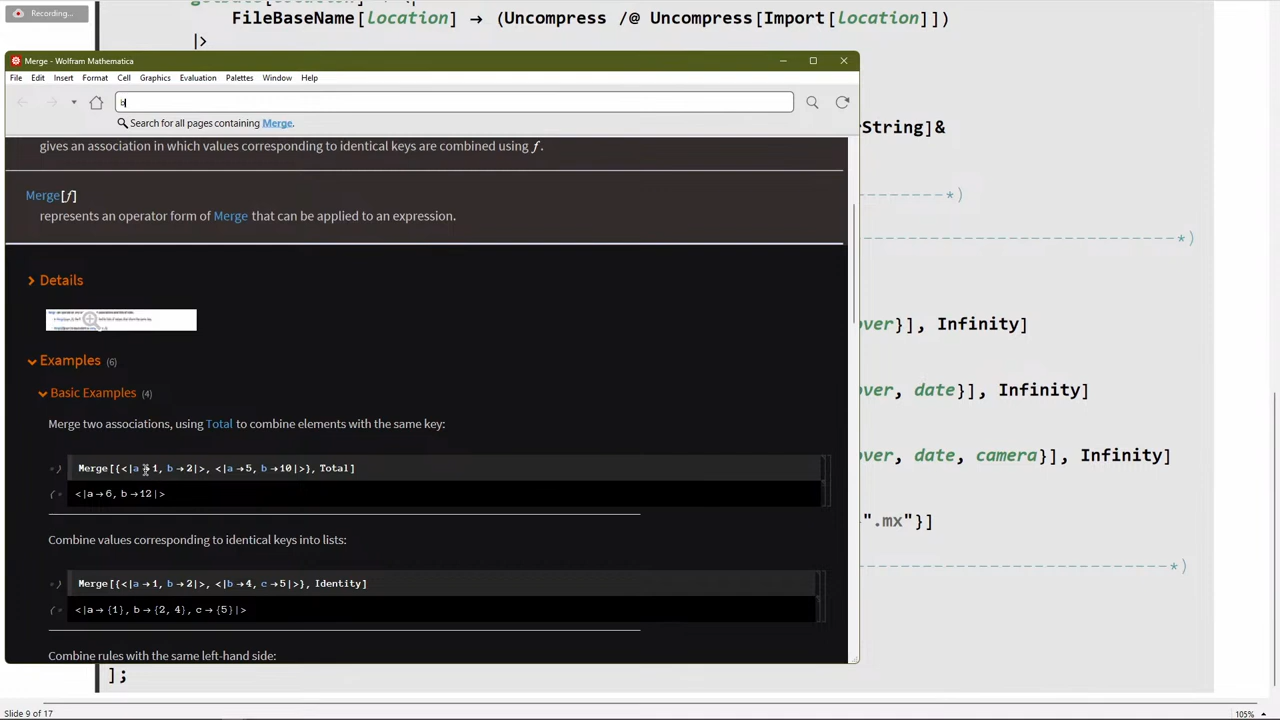 Recording...
FileBaseName[location] → (Uncompress /@ Uncompress[Import[location]])
|>
Merge - Wolfram Mathematica
File Edit Insert Format Cell Graphics Evaluation Palettes Window Help
b
Search for all pages containing Merge.
String]&
gives an association in which values corresponding to identical keys are combined using f.
Merge[f]
represents an operator form of Merge that can be applied to an expression.
----------*)
-----------------------------------*)
Details
over}], Infinity]
Examples (6)
Basic Examples (4)
over, date}], Infinity]
Merge two associations, using Total to combine elements with the same key:
over, date, camera}], Infinity]
Merge[{<|a→1, b→2|>, <|a→5, b→10|>}, Total]
<|a→6, b→12|>
".mx"}]
Combine values corresponding to identical keys into lists:
-----------------------------------*)
Merge[{<|a→1, b→2|>, <|b→4, c→5|>}, Identity]
<|a→{1}, b→{2, 4}, c→{5}|>
Combine rules with the same left-hand side:
];
Slide 9 of 17
105%